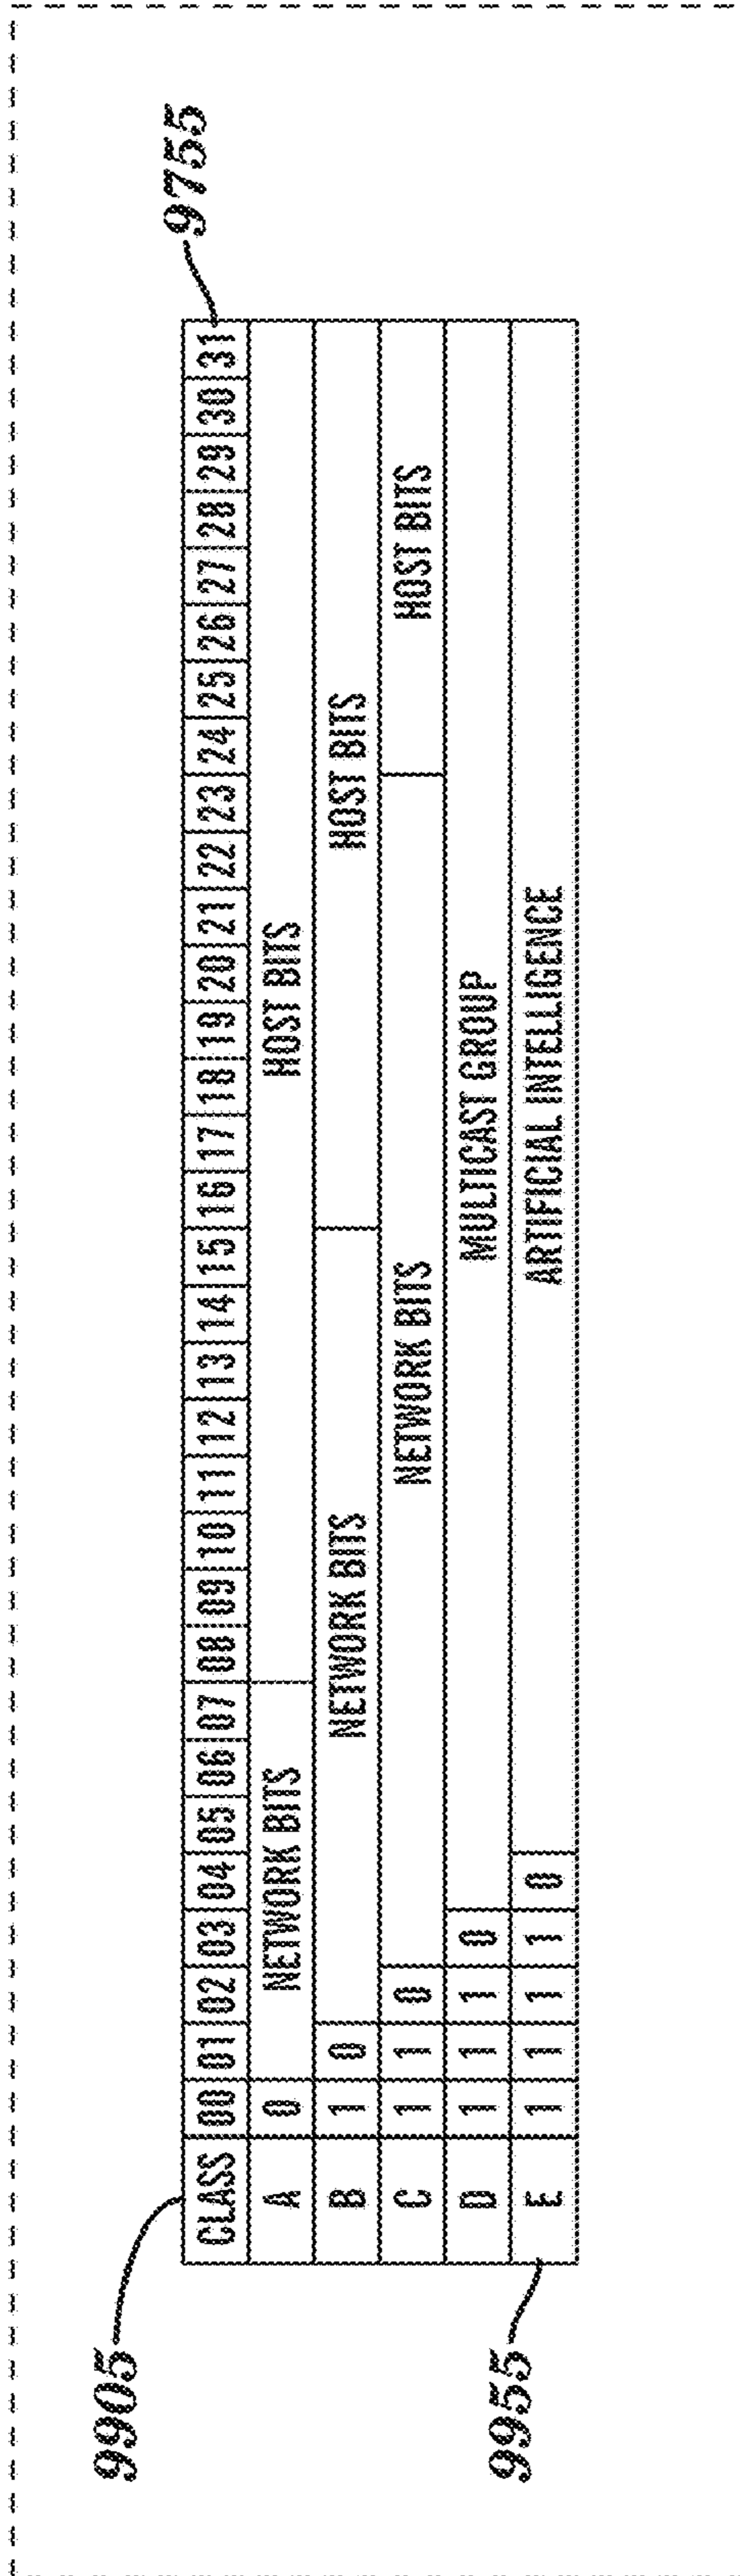 9905
9755
CLASS 00 01 02 03 04 05 06 07 08 09 10 11 12 13 14 15 16 17 18 19 20 21 22 23 24 25 26 27 28 29 30 31
A 0 NETWORK BITS HOST BITS
B 1 0 NETWORK BITS HOST BITS
C 1 1 0 NETWORK BITS HOST BITS
D 1 1 1 0 MULTICAST GROUP
E 1 1 1 1 0 ARTIFICIAL INTELLIGENCE
9955